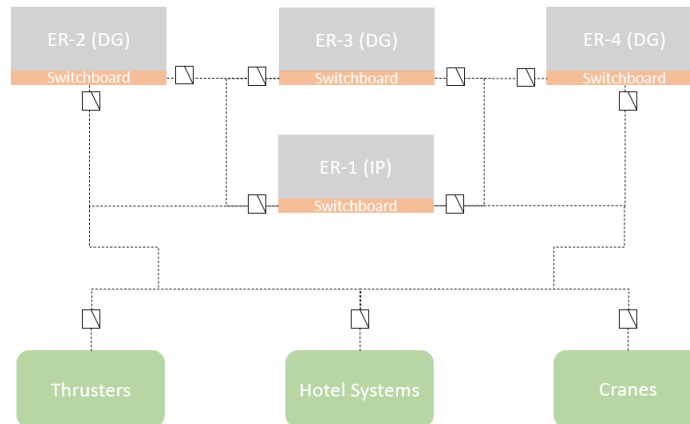 ER-2 (DG)
Switchboard
ER-3 (DG)
Switchboard
ER-4 (DG)
Switchboard
ER-1 (IP)
Switchboard
Thrusters
Hotel Systems
Cranes